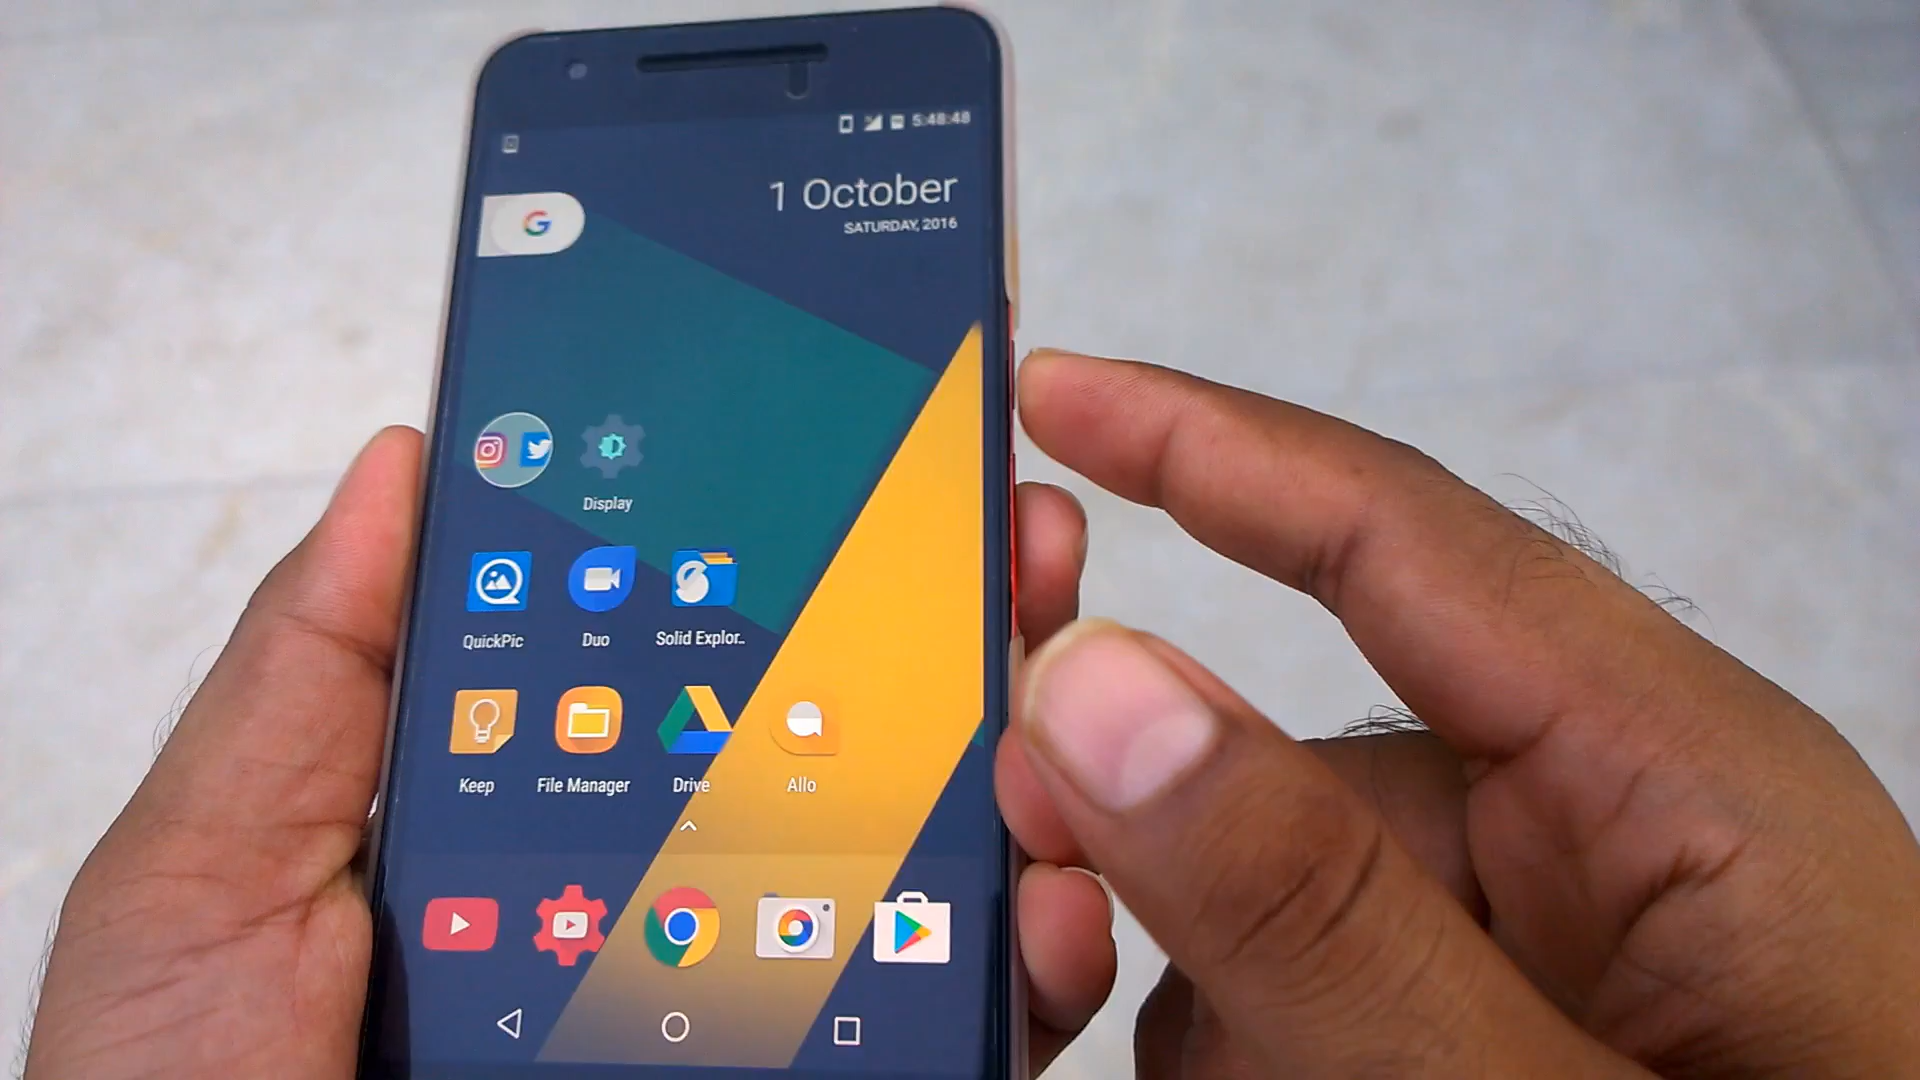 5:48:48
1 October
SATURDAY, 2016
G
Display
QuickPic
Duo
Solid Explor..
Keep
File Manager
Drive
Allo